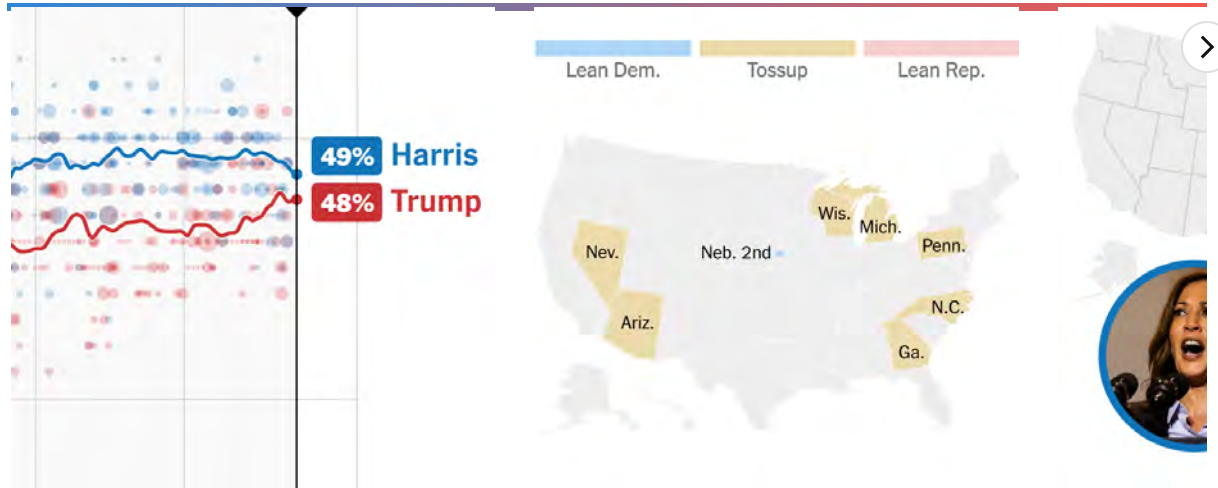 49% Harris
48% Trump
Lean Dem.
Tossup
Lean Rep.
Wis.
Mich.
Nev.
Neb. 2nd
Penn.
Ariz.
N.C.
Ga.